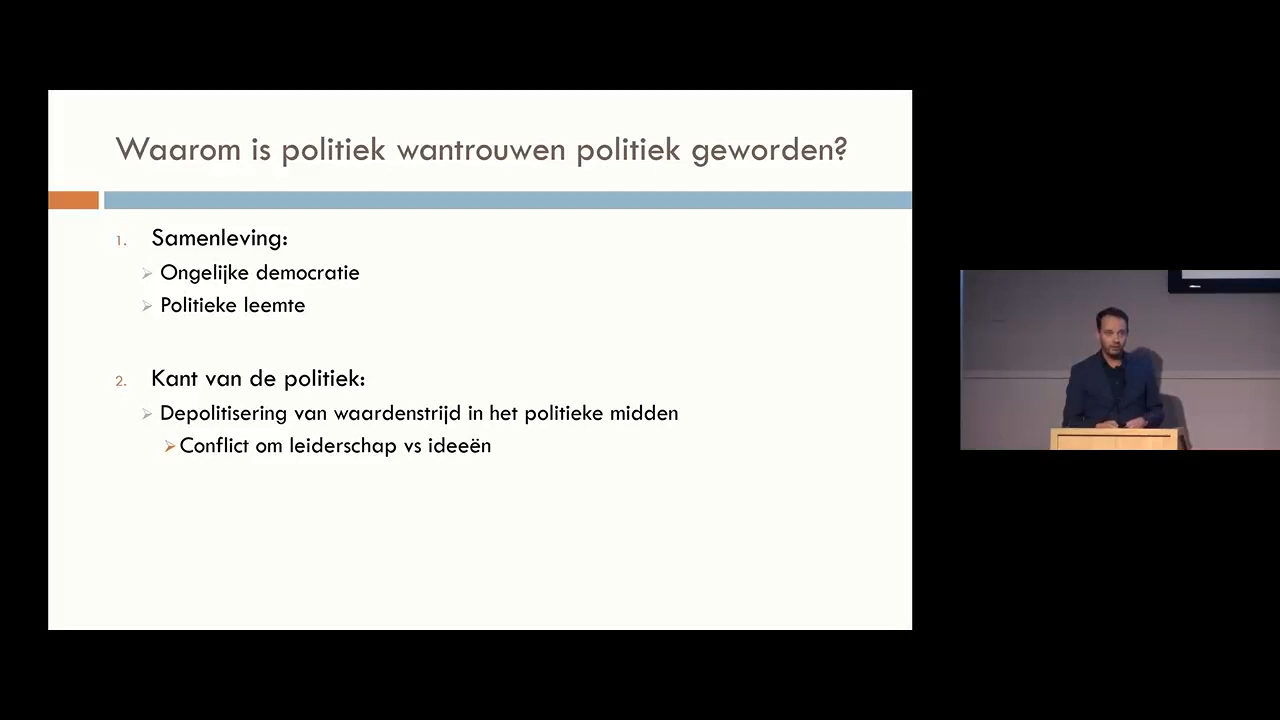 Waarom is politiek wantrouwen politiek geworden?
1. Samenleving:
Ongelijke democratie
Politieke leemte
2. Kant van de politiek:
Depolitisering van waardenstrijd in het politieke midden
Conflict om leiderschap vs ideeën